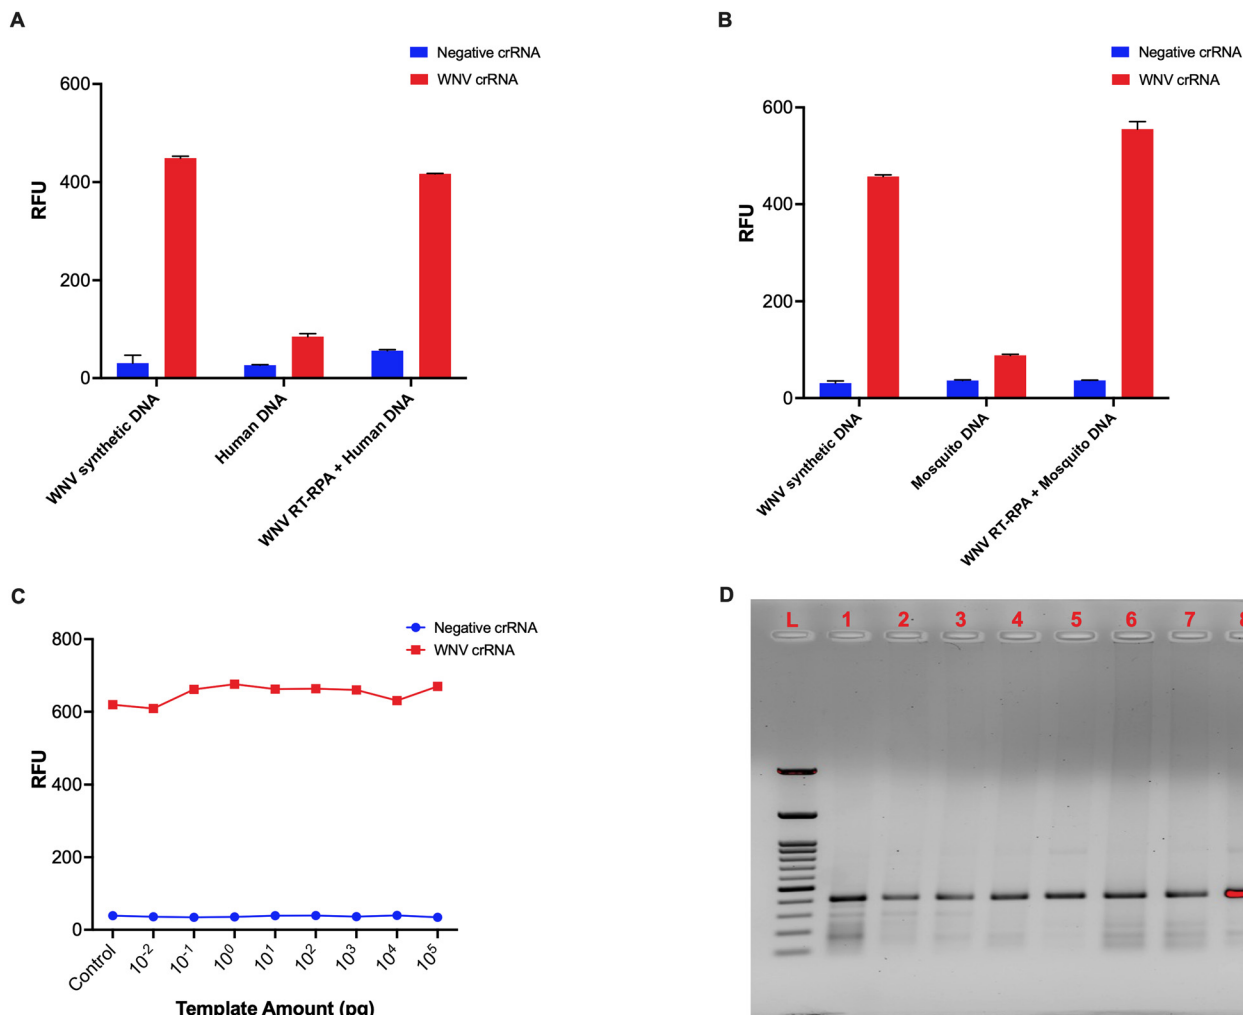 A
Negative crRNA
WNV crRNA
600
400
200
0
RFU
WNV synthetic DNA
Human DNA
WNV RT-RPA + Human DNA
B
Negative crRNA
WNV crRNA
600
400
200
0
RFU
WNV synthetic DNA
Mosquito DNA
WNV RT-RPA + Mosquito DNA
C
Negative crRNA
WNV crRNA
800
600
400
200
0
RFU
Control
10-2
10-1
100
101
102
103
104
105
Template Amount (pg)
D
L 1 2 3 4 5 6 7 8